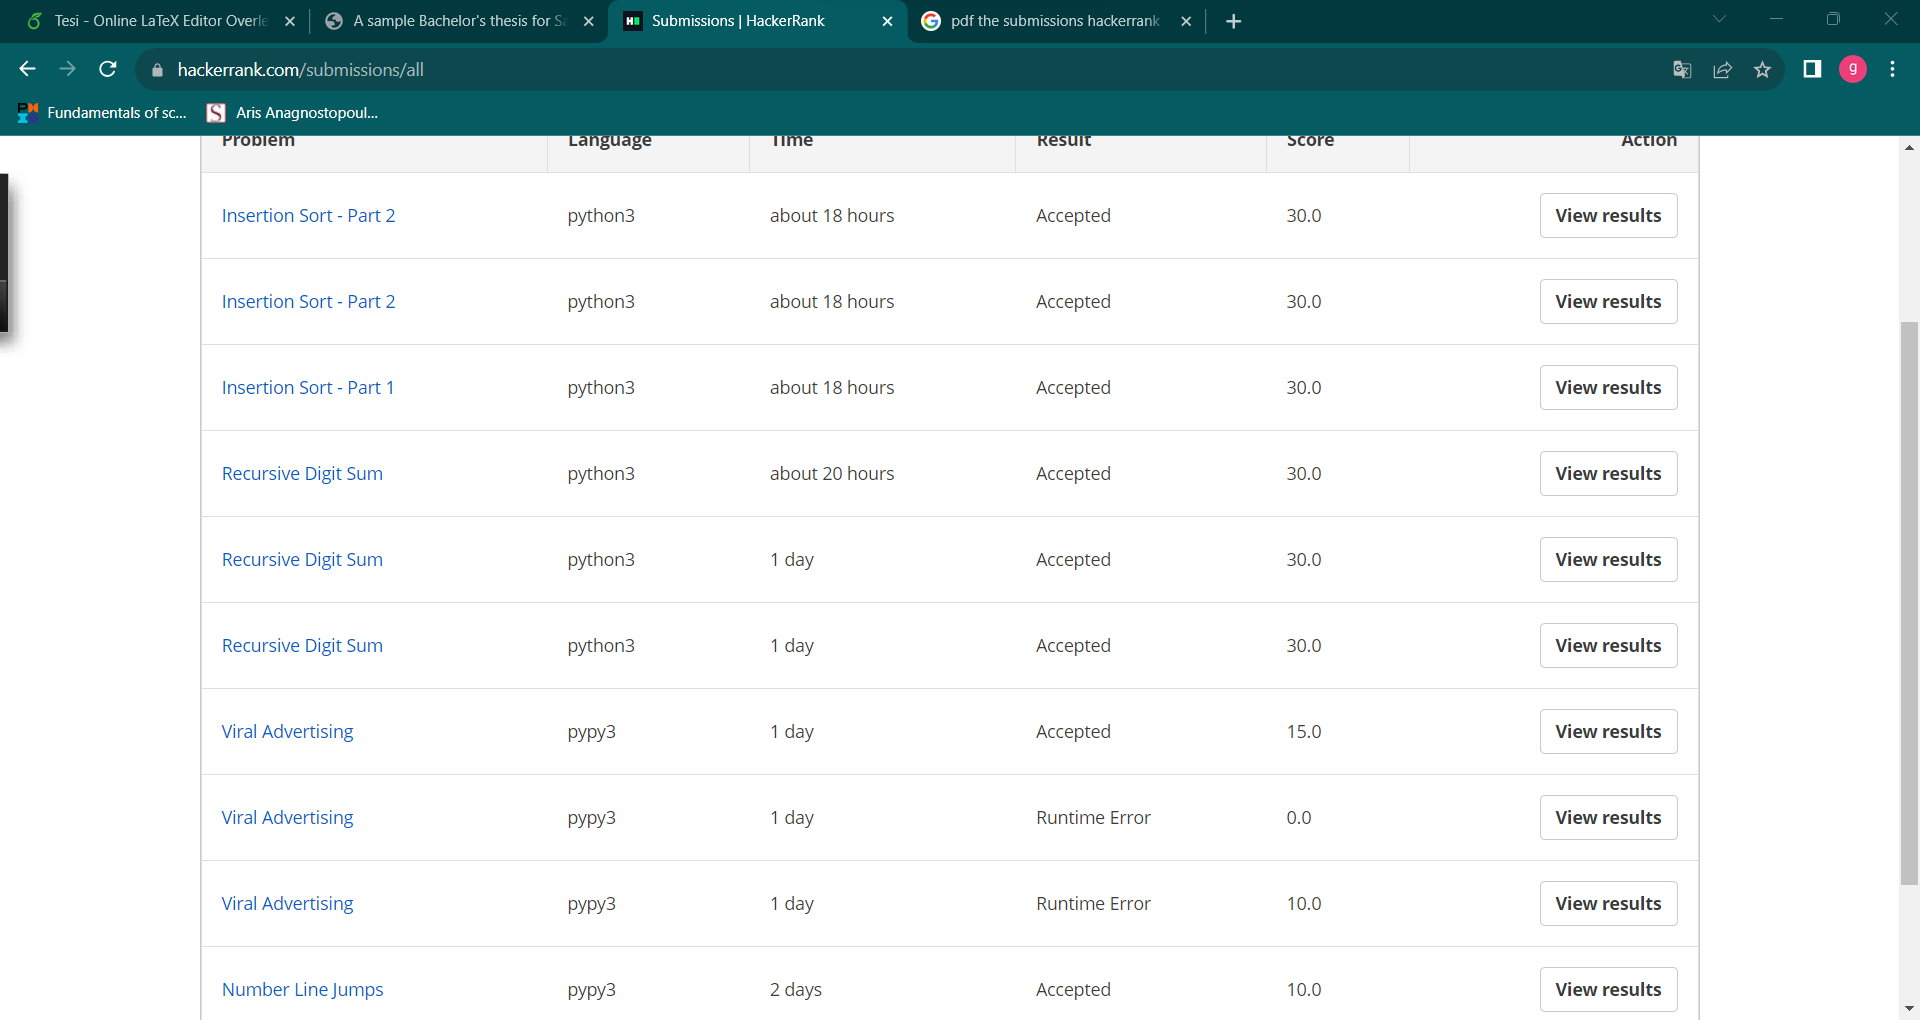 Tesi - Online LaTeX Editor Overle
A sample Bachelor's thesis for Sa
Submissions | HackerRank
pdf the submissions hackerrank
hackerrank.com/submissions/all
g
Fundamentals of sc...
Aris Anagnostopoul...
Problem Language Time Result Score Action
Insertion Sort - Part 2 python3 about 18 hours Accepted 30.0 View results
Insertion Sort - Part 2 python3 about 18 hours Accepted 30.0 View results
Insertion Sort - Part 1 python3 about 18 hours Accepted 30.0 View results
Recursive Digit Sum python3 about 20 hours Accepted 30.0 View results
Recursive Digit Sum python3 1 day Accepted 30.0 View results
Recursive Digit Sum python3 1 day Accepted 30.0 View results
Viral Advertising pypy3 1 day Accepted 15.0 View results
Viral Advertising pypy3 1 day Runtime Error 0.0 View results
Viral Advertising pypy3 1 day Runtime Error 10.0 View results
Number Line Jumps pypy3 2 days Accepted 10.0 View results